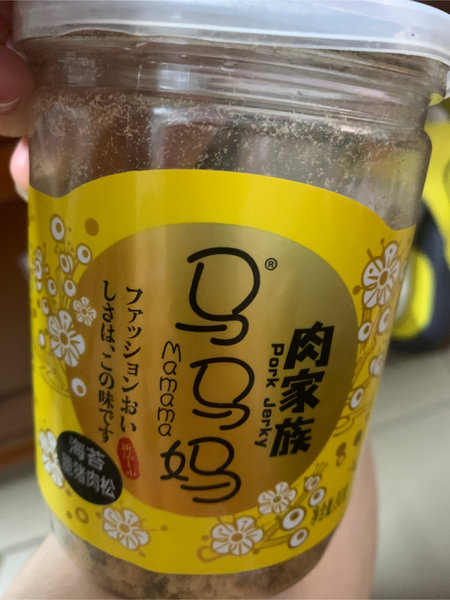 肉家族
Pork Jerky
马马妈®
Mamama
ファッションおい
しさは、この味です
海苔
酸猪肉松